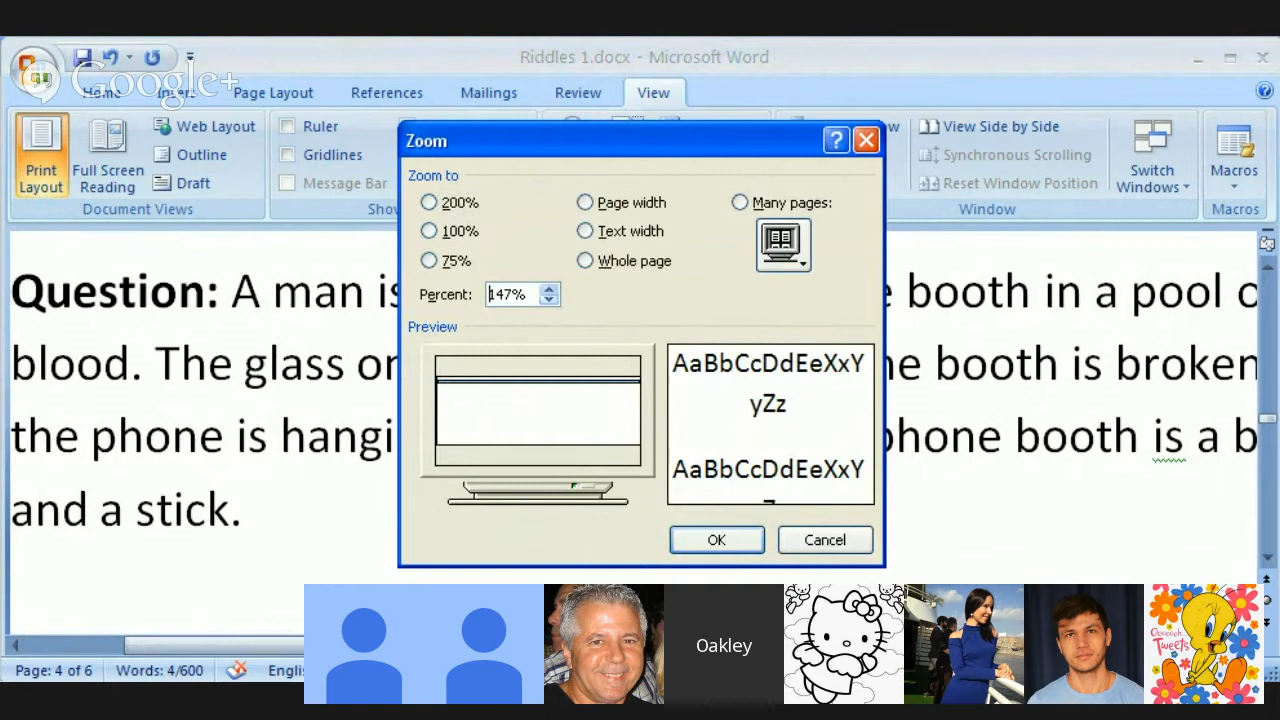 Riddles 1.docx - Microsoft Word
Google+
Home Insert Page Layout References Mailings Review View
Print Layout
Full Screen Reading
Web Layout
Outline
Draft
Document Views
Ruler
Gridlines
Message Bar
View Side by Side
Synchronous Scrolling
Reset Window Position
Window
Switch Windows
Macros
Macros
Zoom
Zoom to
200% Page width Many pages:
100% Text width
75% Whole page
Percent: 147%
Preview
AaBbCcDdEeXxY
yZz
AaBbCcDdEeXxY
OK Cancel
Question: A man is booth in a pool
blood. The glass booth is broken
the phone is phone booth is a
and a stick.
Page: 4 of 6 Words: 4/600
Oakley
Ooooooh...
Tweets